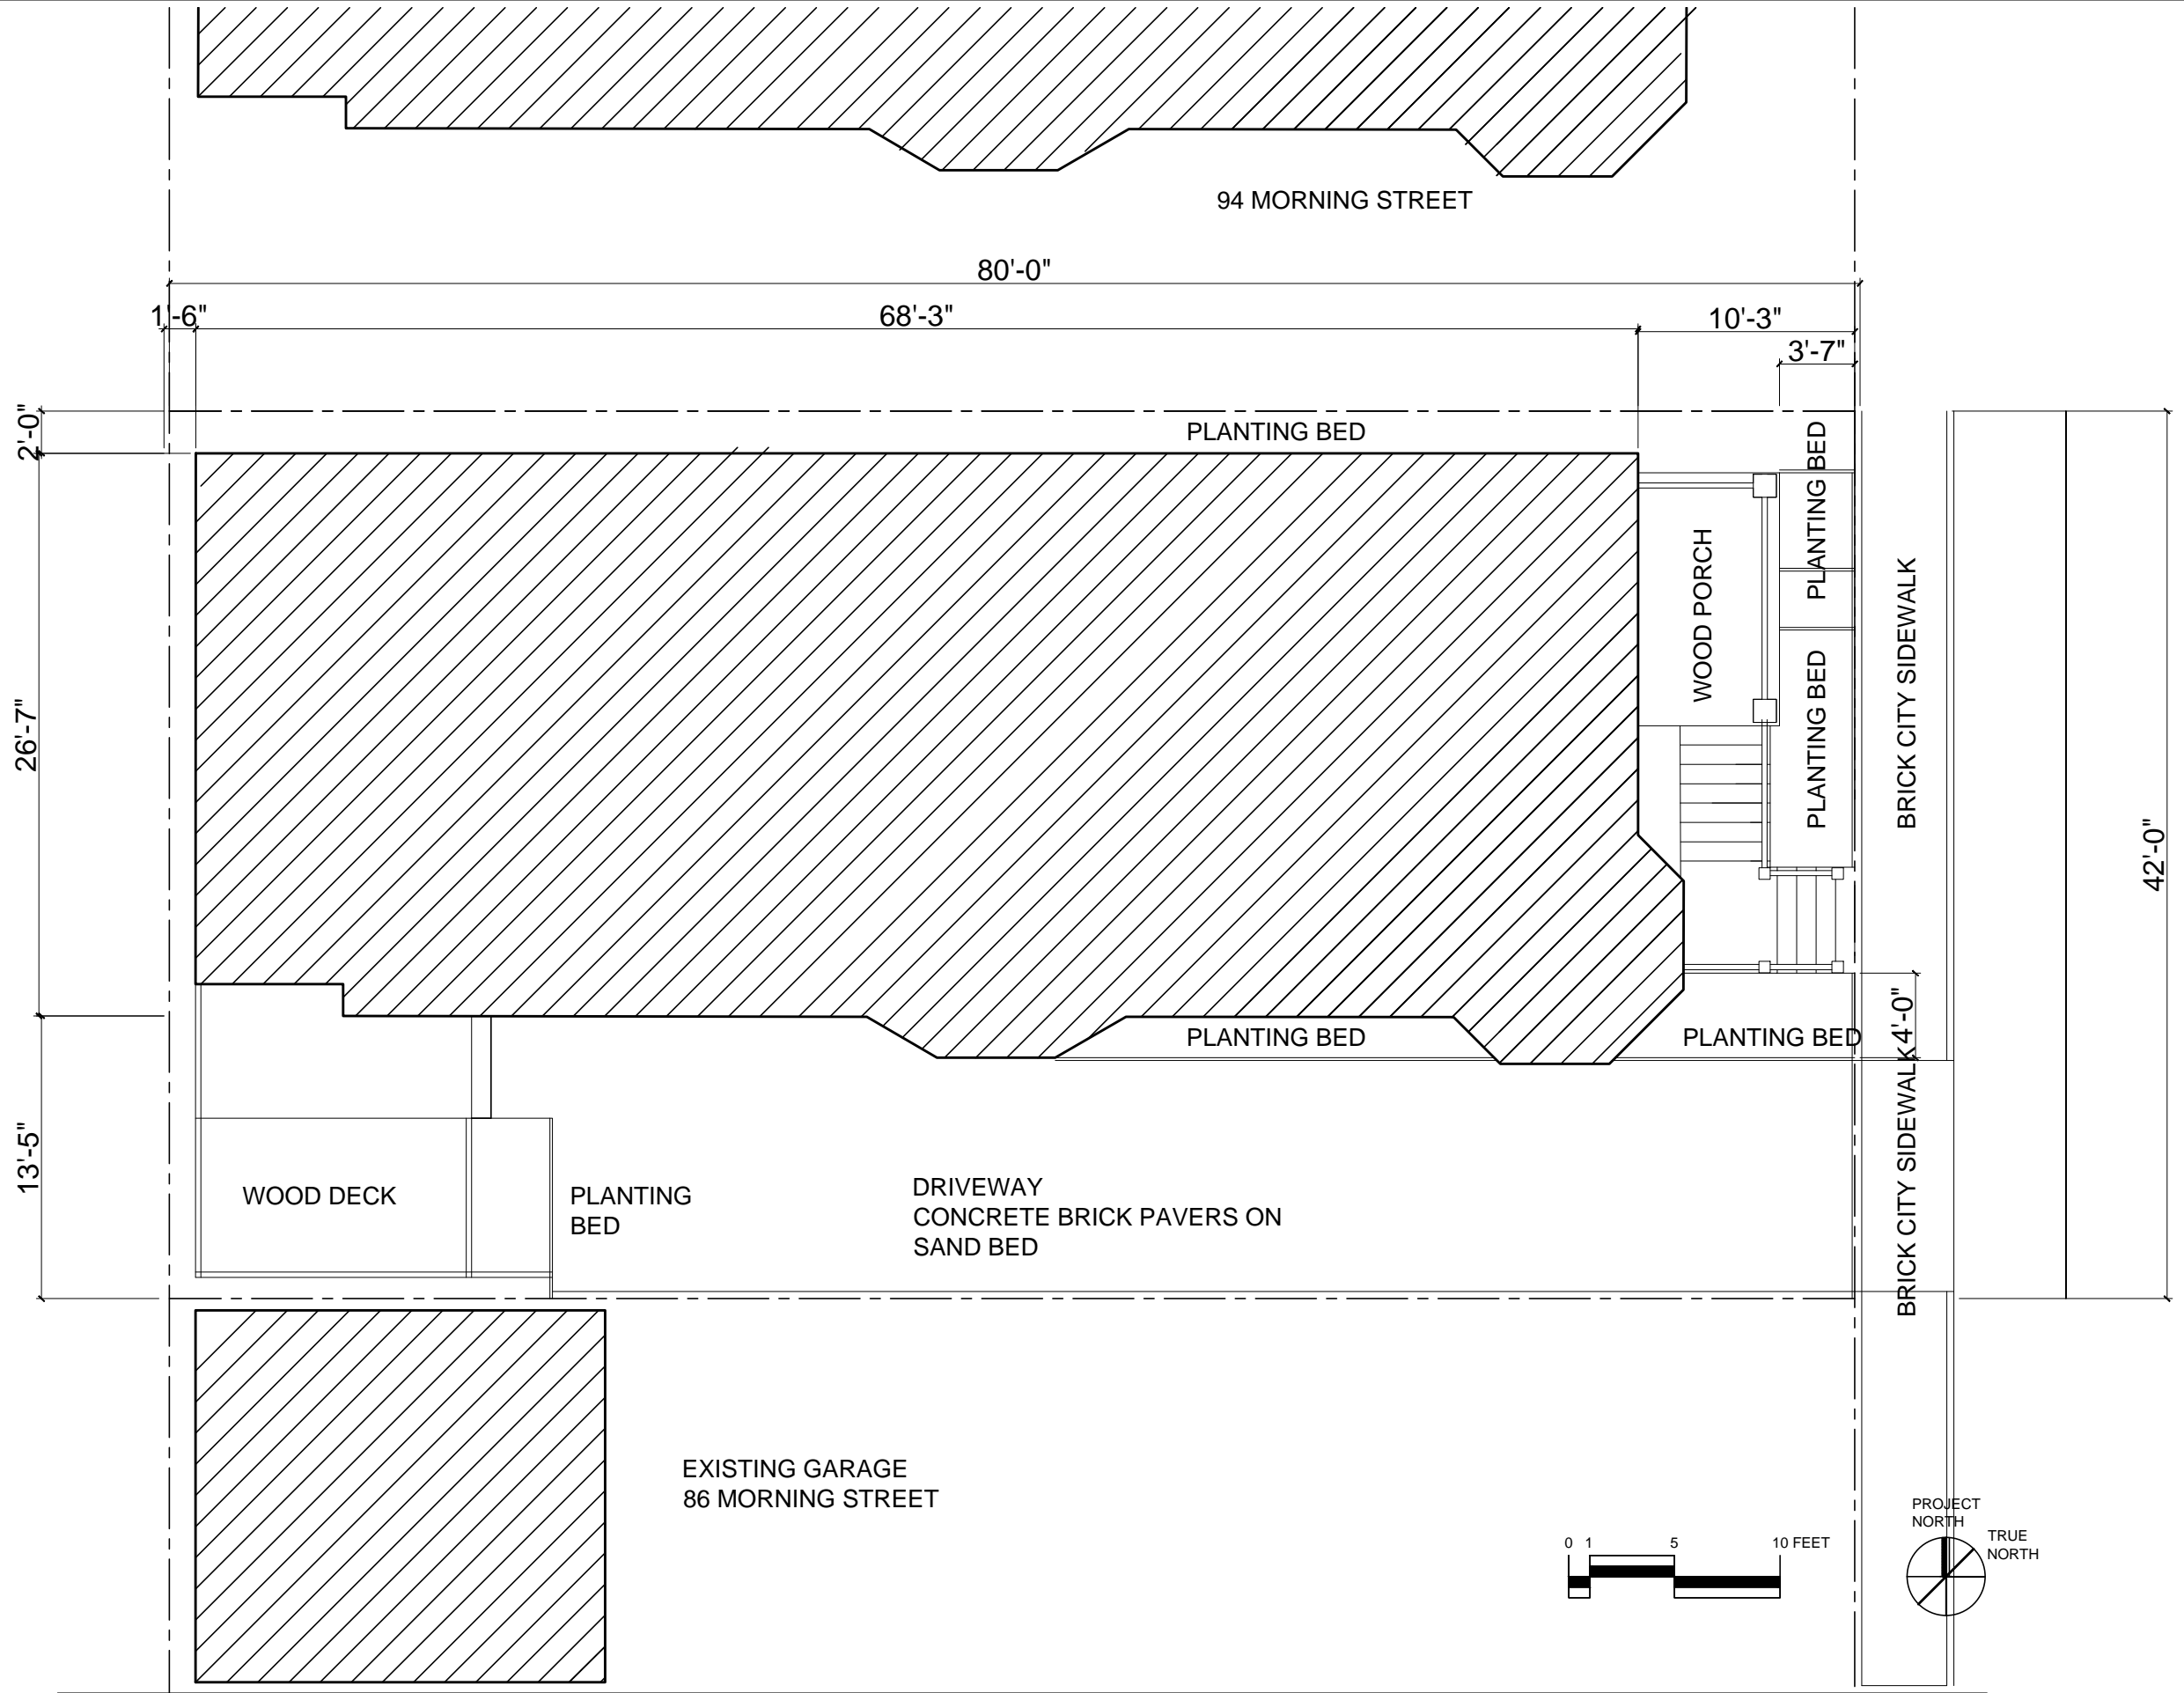 94 MORNING STREET
80'-0"
1'-6"
68'-3"
10'-3"
3'-7"
2'-0"
PLANTING BED
PLANTING BED
WOOD PORCH
BRICK CITY SIDEWALK
PLANTING BED
26'-7"
42'-0"
4'-0"
PLANTING BED
PLANTING BED
BRICK CITY SIDEWALK
13'-5"
WOOD DECK
PLANTING
BED
DRIVEWAY
CONCRETE BRICK PAVERS ON
SAND BED
EXISTING GARAGE
86 MORNING STREET
0 1 5 10 FEET
PROJECT
NORTH
TRUE
NORTH